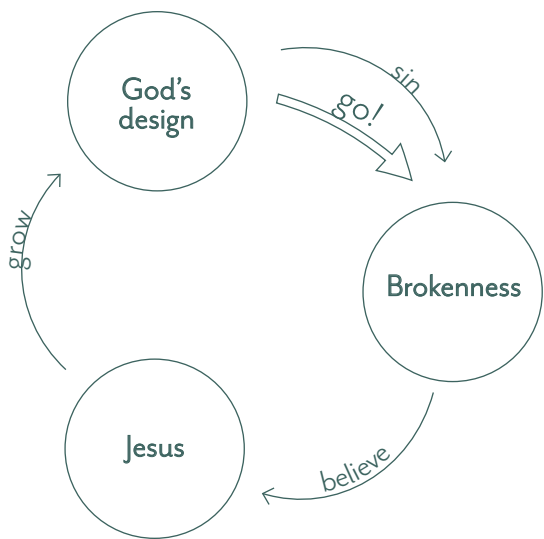 God’s
design
sin
go!
Brokenness
believe
Jesus
grow